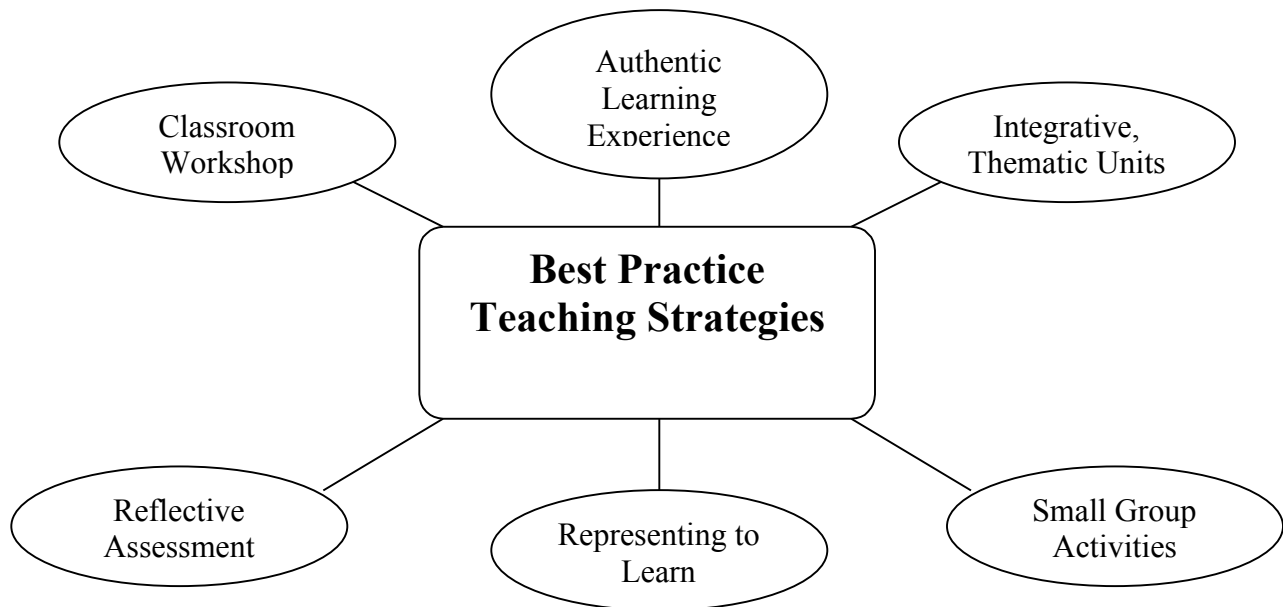 Authentic
Learning
Experience
Classroom
Workshop
Integrative,
Thematic Units
Best Practice
Teaching Strategies
Reflective
Assessment
Representing to
Learn
Small Group
Activities